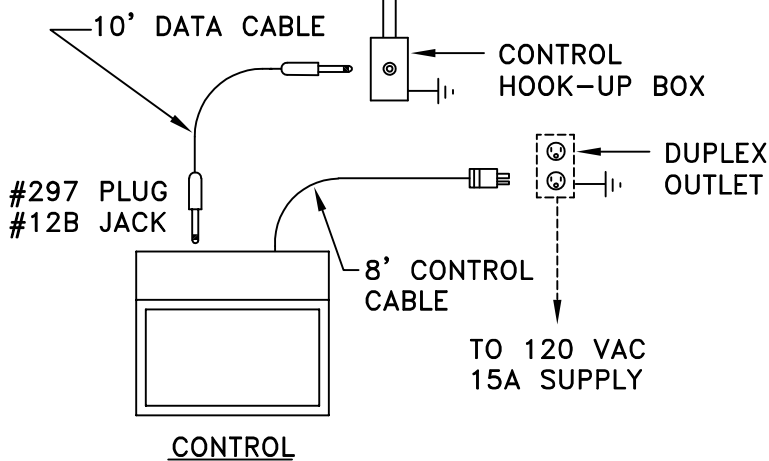 10' DATA CABLE
CONTROL
HOOK-UP BOX
DUPLEX
OUTLET
#297 PLUG
#12B JACK
8' CONTROL
CABLE
TO 120 VAC
15A SUPPLY
CONTROL